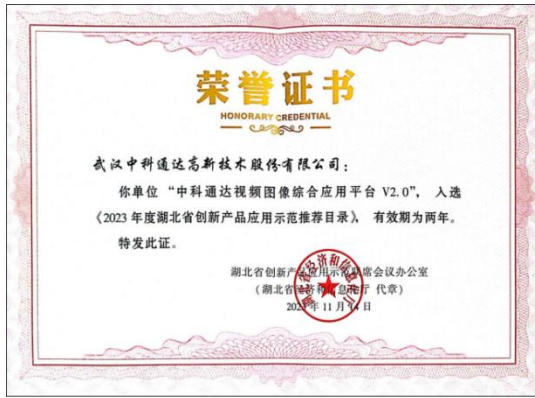 荣誉证书
HONORARY CREDENTIAL
武汉中科通达高新技术股份有限公司：
你单位“中科通达视频图像综合应用平台 V2.0”，入选
《2023 年度湖北省创新产品应用示范推荐目录》，有效期为两年。
特发此证。
湖北省创新产品应用示范联席会议办公室
（湖北省经济和信息化厅 代章）
2023 年 11 月 14 日